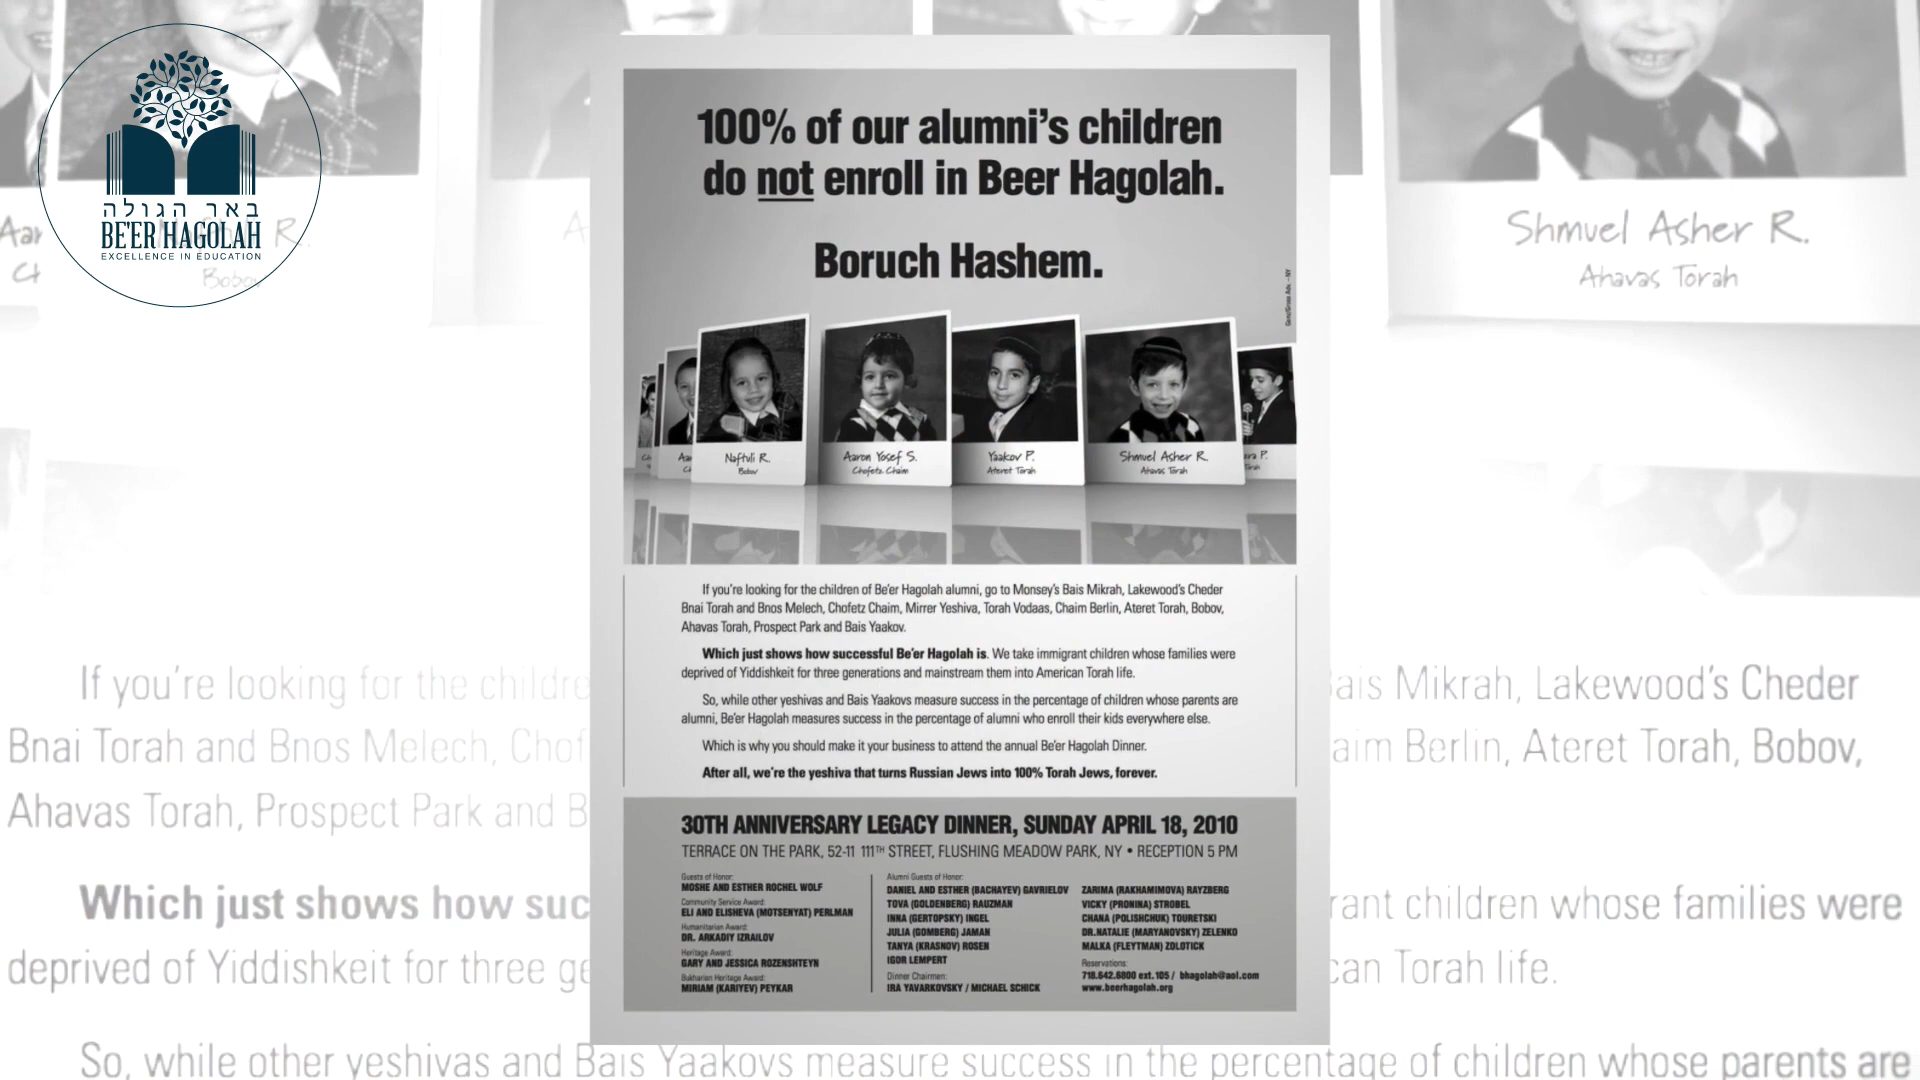 באר הגולה
BE'ER HAGOLAH
EXCELLENCE IN EDUCATION
R.
Bobov
Shmuel Asher R.
Ahavas Torah
100% of our alumni's children
do not enroll in Beer Hagolah.
Boruch Hashem.
Naftuli R.
Bobov
Aaron Yosef S.
Chofetz Chaim
Yaakov P.
Ateret Torah
Shmuel Asher R.
Ahavas Torah
If you're looking for the children of Be'er Hagolah alumni, go to Monsey's Bais Mikrah, Lakewood's Cheder
Bnai Torah and Bnos Melech, Chofetz Chaim, Mirrer Yeshiva, Torah Vodaas, Chaim Berlin, Ateret Torah, Bobov,
Ahavas Torah, Prospect Park and Bais Yaakov.
Which just shows how successful Be'er Hagolah is. We take immigrant children whose families were
deprived of Yiddishkeit for three generations and mainstream them into American Torah life.
So, while other yeshivas and Bais Yaakovs measure success in the percentage of children whose parents are
alumni, Be'er Hagolah measures success in the percentage of alumni who enroll their kids everywhere else.
Which is why you should make it your business to attend the annual Be'er Hagolah Dinner.
After all, we're the yeshiva that turns Russian Jews into 100% Torah Jews, forever.
30TH ANNIVERSARY LEGACY DINNER, SUNDAY APRIL 18, 2010
TERRACE ON THE PARK, 52-11 111TH STREET, FLUSHING MEADOW PARK, NY • RECEPTION 5 PM
Guests of Honor:
MOSHE AND ESTHER ROCHEL WOLF
Community Service Award:
ELI AND ELISHEVA (MOTSENYAT) PERLMAN
Humanitarian Award:
DR. ARKADIY IZRAILOV
Heritage Award:
GARY AND JESSICA ROZENSHTEYN
Bukharian Heritage Award:
MIRIAM (KARIYEV) PEYKAR
Alumni Guests of Honor:
DANIEL AND ESTHER (BACHAYEV) GAVRIELOV
TOVA (GOLDENBERG) RAUZMAN
INNA (GERTOPSKY) INGEL
JULIA (GOMBERG) JAMAN
TANYA (KRASNOV) ROSEN
IGOR LEMPERT
Dinner Chairmen:
IRA YAVARKOVSKY / MICHAEL SCHICK
ZARIMA (RAKHAMIMOVA) RAYZBERG
VICKY (PRONINA) STROBEL
CHANA (POLISHCHUK) TOURETSKI
DR.NATALIE (MARYANOVSKY) ZELENKO
MALKA (FLEYTMAN) ZOLOTICK
Reservations:
718.642.6800 ext.105 / bhagolah@aol.com
www.beerhagolah.org
If you're looking for the childre
ais Mikrah, Lakewood's Cheder
Bnai Torah and Bnos Melech, Chof
aim Berlin, Ateret Torah, Bobov,
Ahavas Torah, Prospect Park and B
Which just shows how suc
rant children whose families were
deprived of Yiddishkeit for three ge
can Torah life.
So, while other yeshivas and Bais Yaakovs measure success in the percentage of children whose parents are